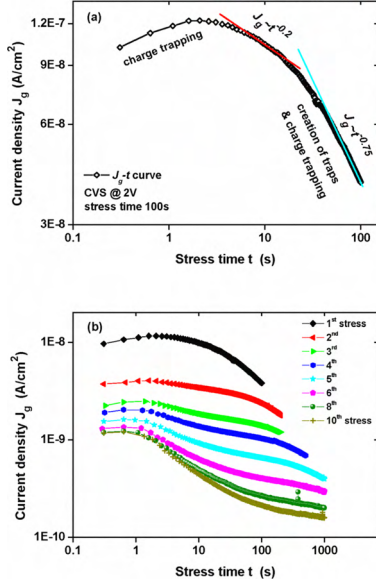 (a)
1.2E-7
9E-8
6E-8
3E-8
Current density J_g (A/cm²)
charge trapping
J_g~t^-0.2
J_g~t^-0.75
creation of traps
& charge trapping
J_g-t curve
CVS @ 2V
stress time 100s
0.1 1 10 100
Stress time t (s)
(b)
1E-8
1E-9
1E-10
Current density J_g (A/cm²)
1st stress
2nd
3rd
4th
5th
6th
8th
10th stress
0.1 1 10 100 1000
Stress time t (s)